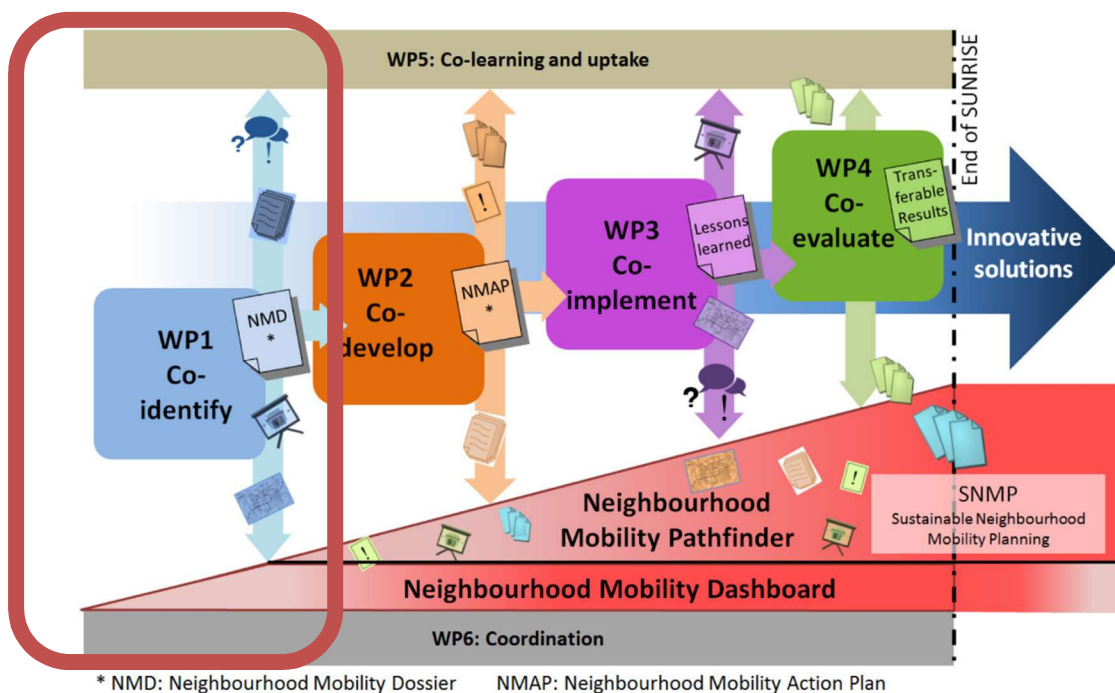 WP5: Co-learning and uptake
End of SUNRISE
?
!
!
WP4
Co-
evaluate
Trans-
ferable
Results
WP3
Co-
implement
Lessons
learned
Innovative
solutions
WP2
Co-
develop
NMAP
*
NMD
*
WP1
Co-
identify
?
!
!
!
Neighbourhood
Mobility Pathfinder
SNMP
Sustainable Neighbourhood
Mobility Planning
Neighbourhood Mobility Dashboard
WP6: Coordination
* NMD: Neighbourhood Mobility Dossier NMAP: Neighbourhood Mobility Action Plan